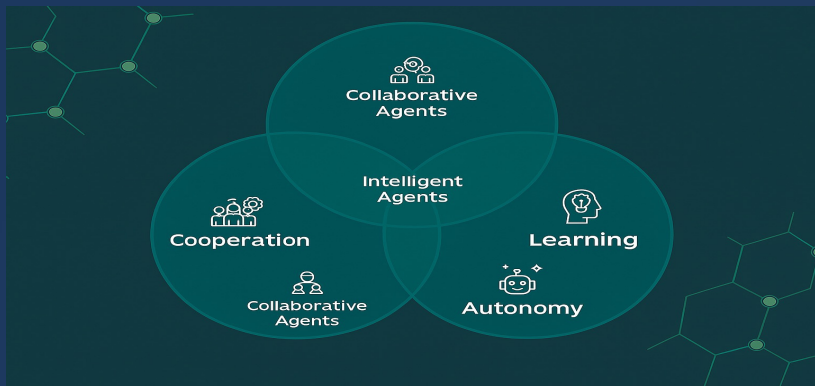 Collaborative
Agents
Intelligent
Agents
Cooperation
Learning
Collaborative
Agents
Autonomy